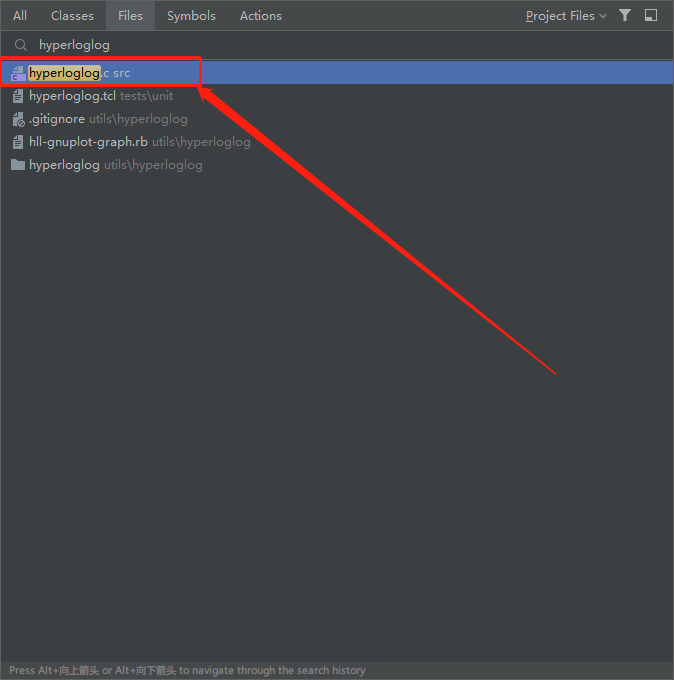 All Classes Files Symbols Actions Project Files
hyperloglog
hyperloglog.c src
hyperloglog.tcl tests\unit
.gitignore utils\hyperloglog
hll-gnuplot-graph.rb utils\hyperloglog
hyperloglog utils\hyperloglog
Press Alt+向上箭头 or Alt+向下箭头 to navigate through the search history